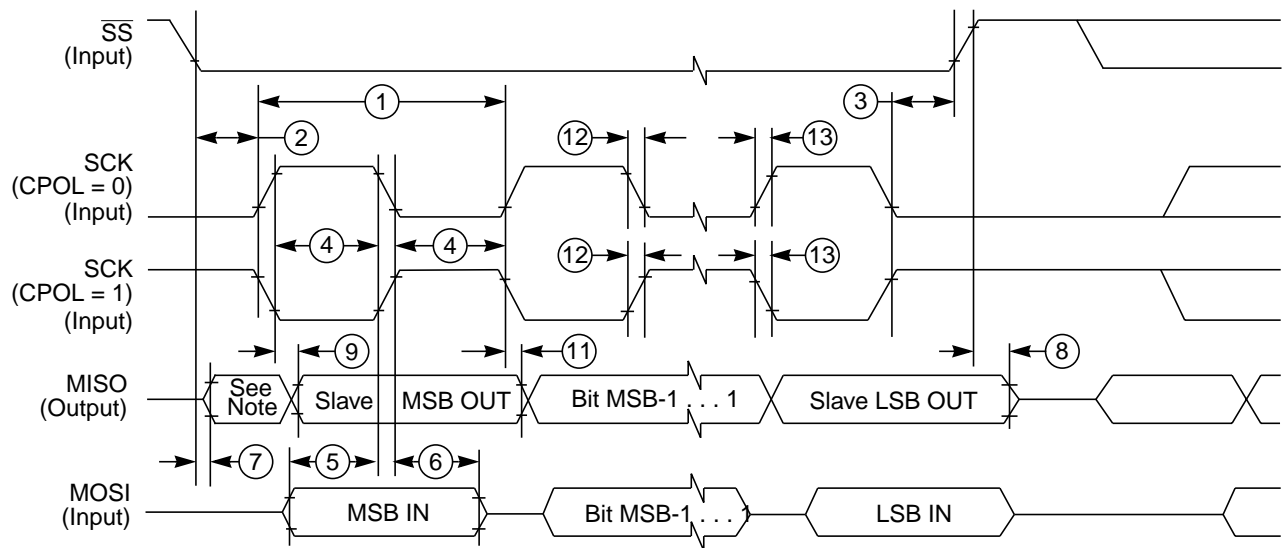 SS
(Input)
1
3
2
12
13
SCK
(CPOL = 0)
(Input)
4
4
SCK
(CPOL = 1)
(Input)
12
13
9
11
8
MISO
(Output)
See
Note
Slave
MSB OUT
Bit MSB-1 . . . 1
Slave LSB OUT
7
5
6
MOSI
(Input)
MSB IN
Bit MSB-1 . . . 1
LSB IN